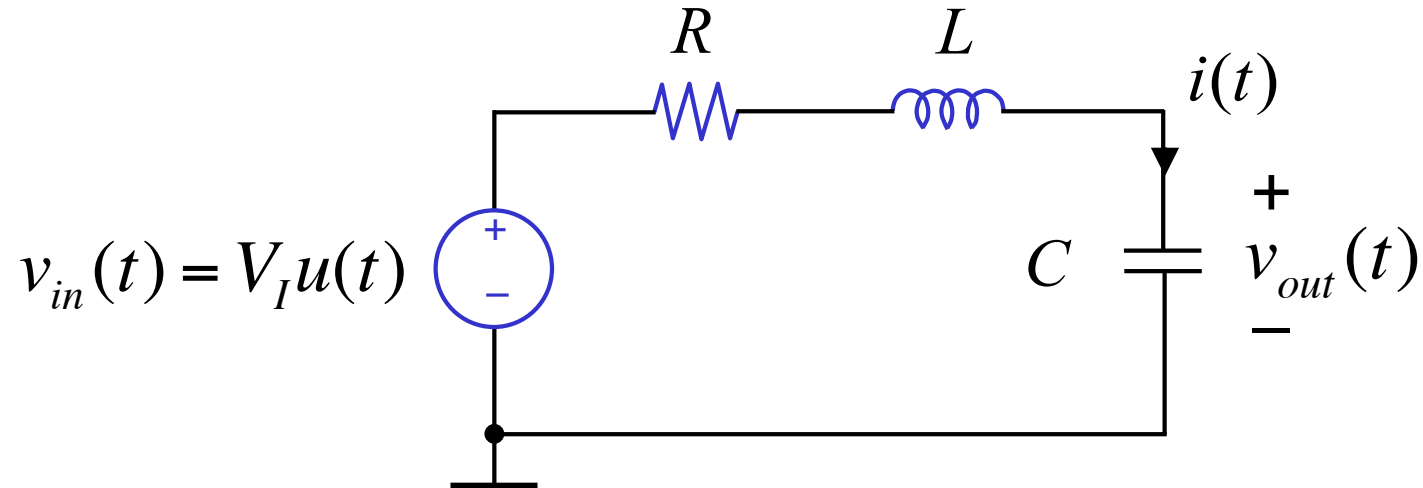 R
L
i(t)
v_in(t) = V_I u(t)
+
−
C
+
v_out(t)
−